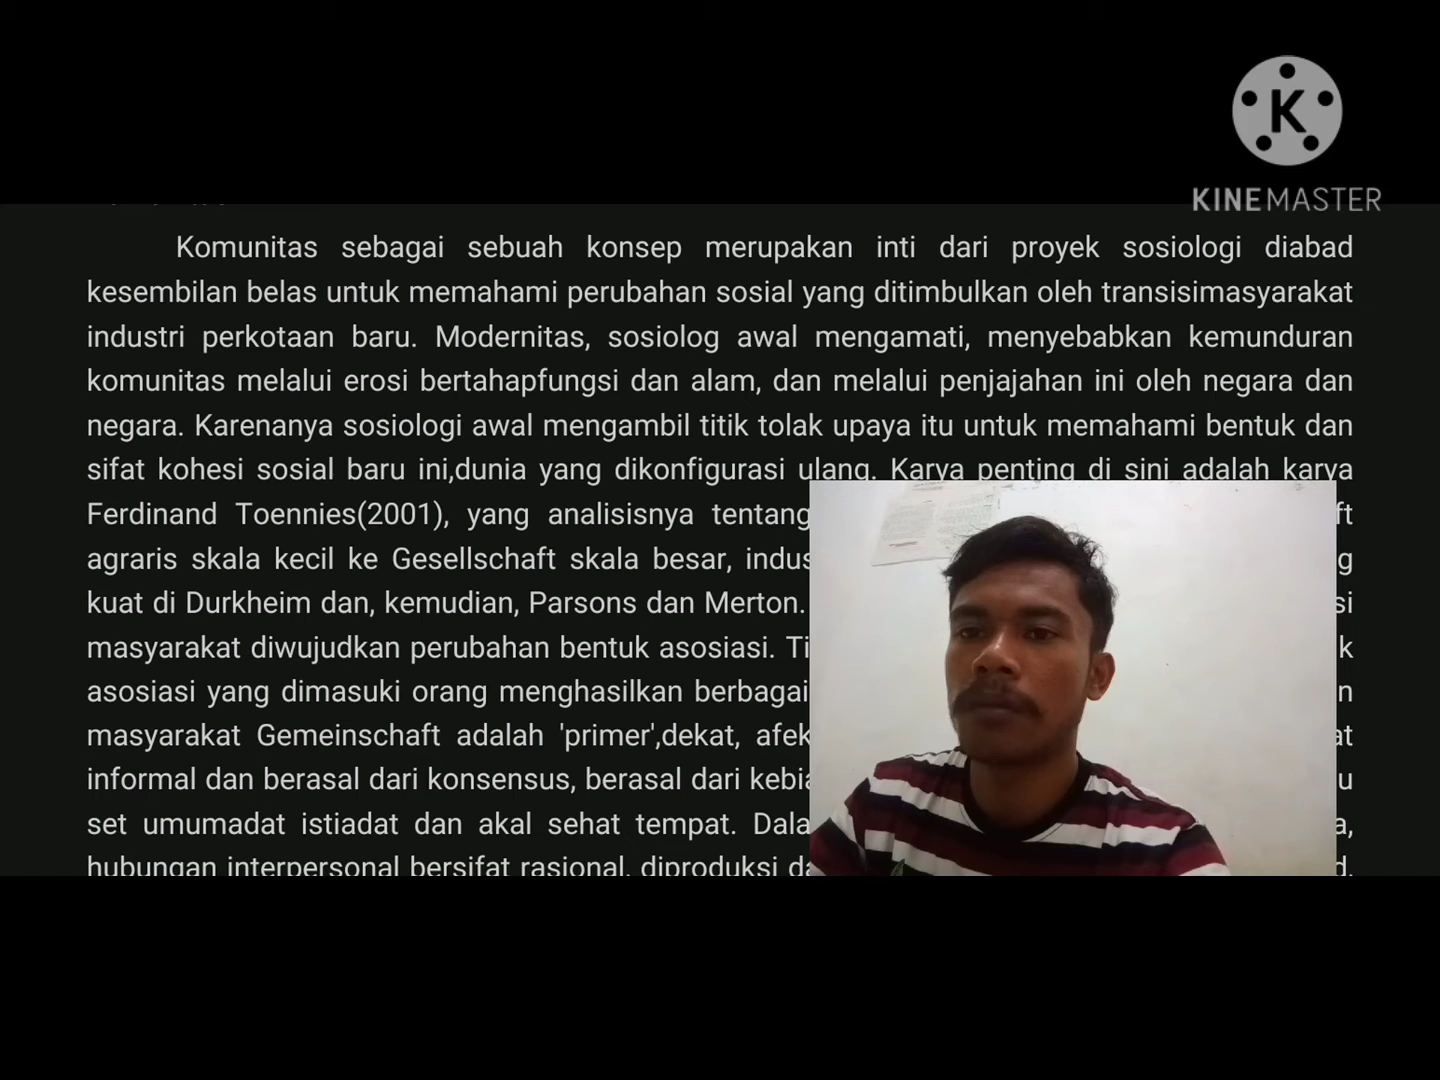 K
KINEMASTER
Komunitas sebagai sebuah konsep merupakan inti dari proyek sosiologi diabad
kesembilan belas untuk memahami perubahan sosial yang ditimbulkan oleh transisimasyarakat
industri perkotaan baru. Modernitas, sosiolog awal mengamati, menyebabkan kemunduran
komunitas melalui erosi bertahapfungsi dan alam, dan melalui penjajahan ini oleh negara dan
negara. Karenanya sosiologi awal mengambil titik tolak upaya itu untuk memahami bentuk dan
sifat kohesi sosial baru ini,dunia yang dikonfigurasi ulang. Karya penting di sini adalah karya
Ferdinand Toennies(2001), yang analisisnya tentang
agraris skala kecil ke Gesellschaft skala besar,
kuat di Durkheim dan, kemudian, Parsons dan Merton.
masyarakat diwujudkan perubahan bentuk asosiasi.
asosiasi yang dimasuki orang menghasilkan berbagai
masyarakat Gemeinschaft adalah 'primer',dekat,
informal dan berasal dari konsensus, berasal dari
set umumadat istiadat dan akal sehat tempat.
hubungan interpersonal bersifat rasional, diproduksi